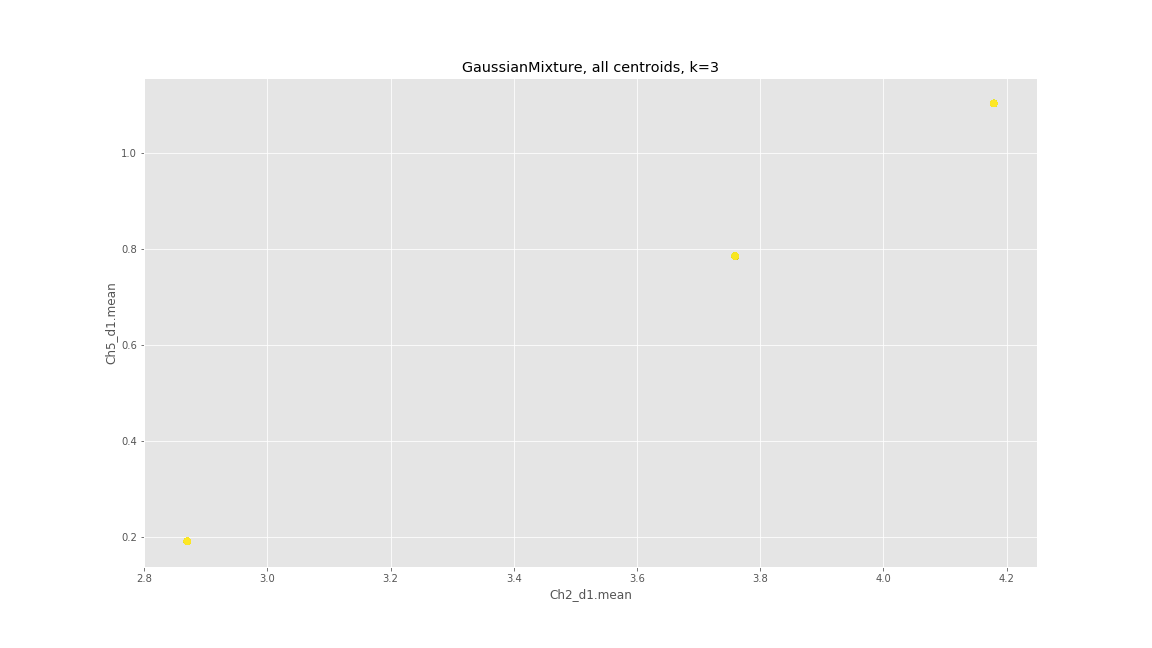 GaussianMixture, all centroids, k=3
1.0
0.8
0.6
0.4
0.2
Ch5_d1.mean
2.8 3.0 3.2 3.4 3.6 3.8 4.0 4.2
Ch2_d1.mean